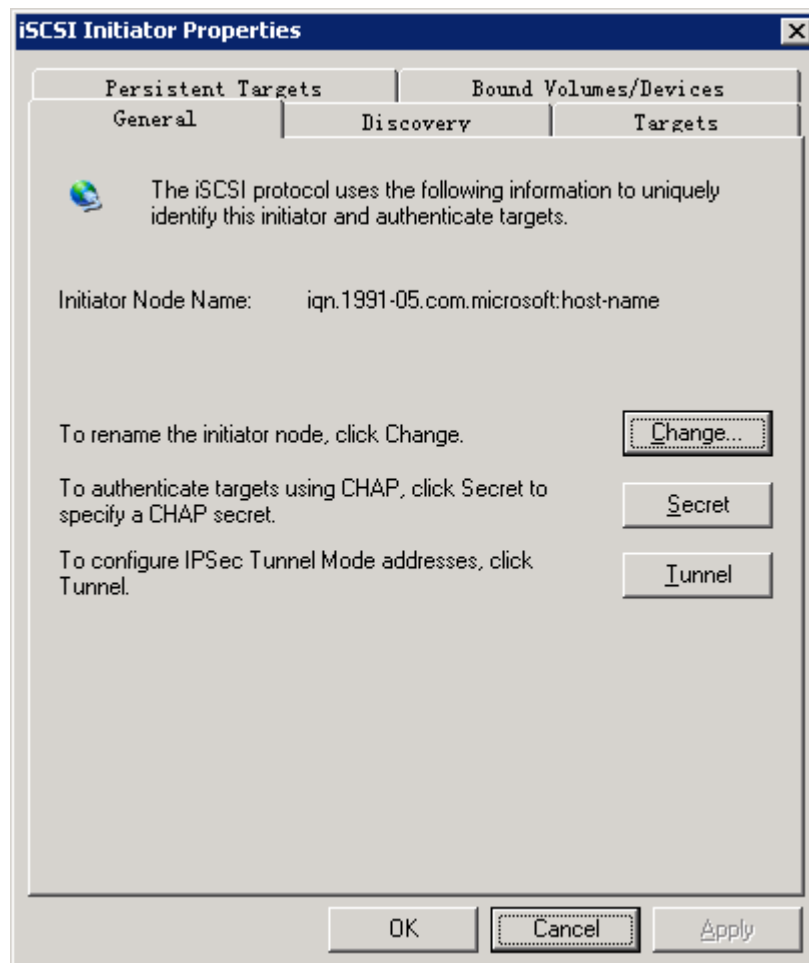 iSCSI Initiator Properties
Persistent Targets
Bound Volumes/Devices
General
Discovery
Targets
The iSCSI protocol uses the following information to uniquely
identify this initiator and authenticate targets.
Initiator Node Name: iqn.1991-05.com.microsoft:host-name
To rename the initiator node, click Change.
Change...
To authenticate targets using CHAP, click Secret to
specify a CHAP secret.
Secret
To configure IPSec Tunnel Mode addresses, click
Tunnel.
Tunnel
OK
Cancel
Apply